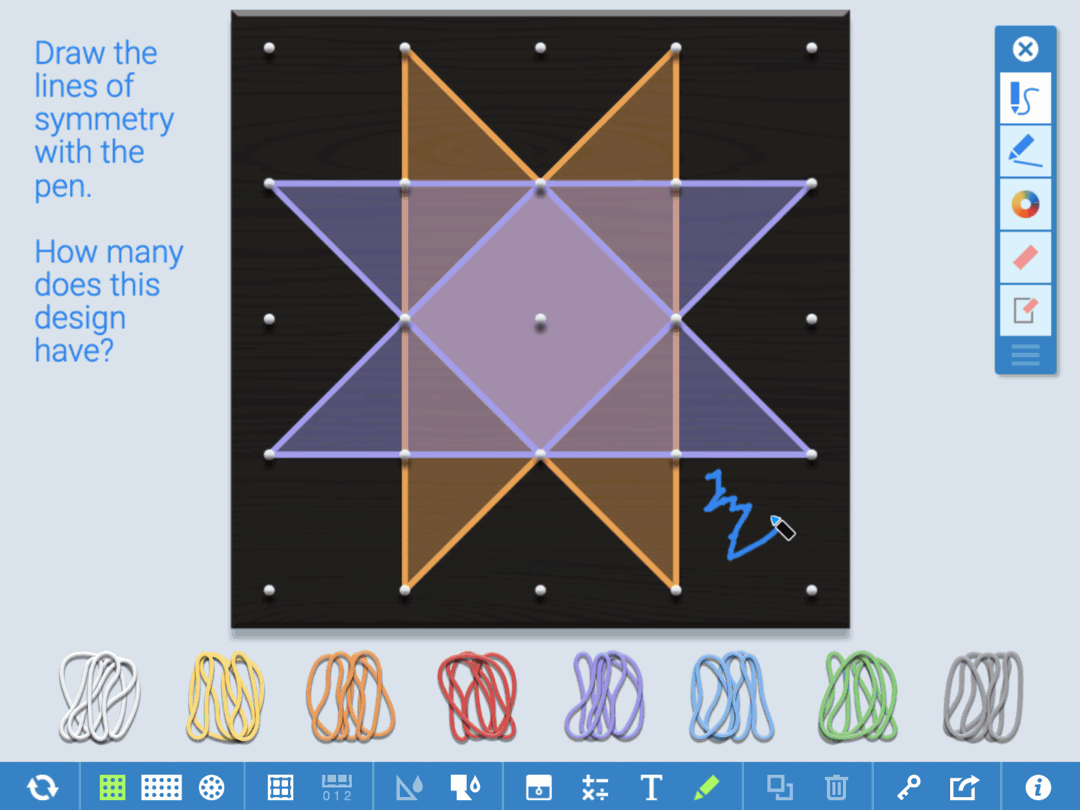 Draw the
lines of
symmetry
with the
pen.
How many
does this
design
have?
0 1 2
T
i